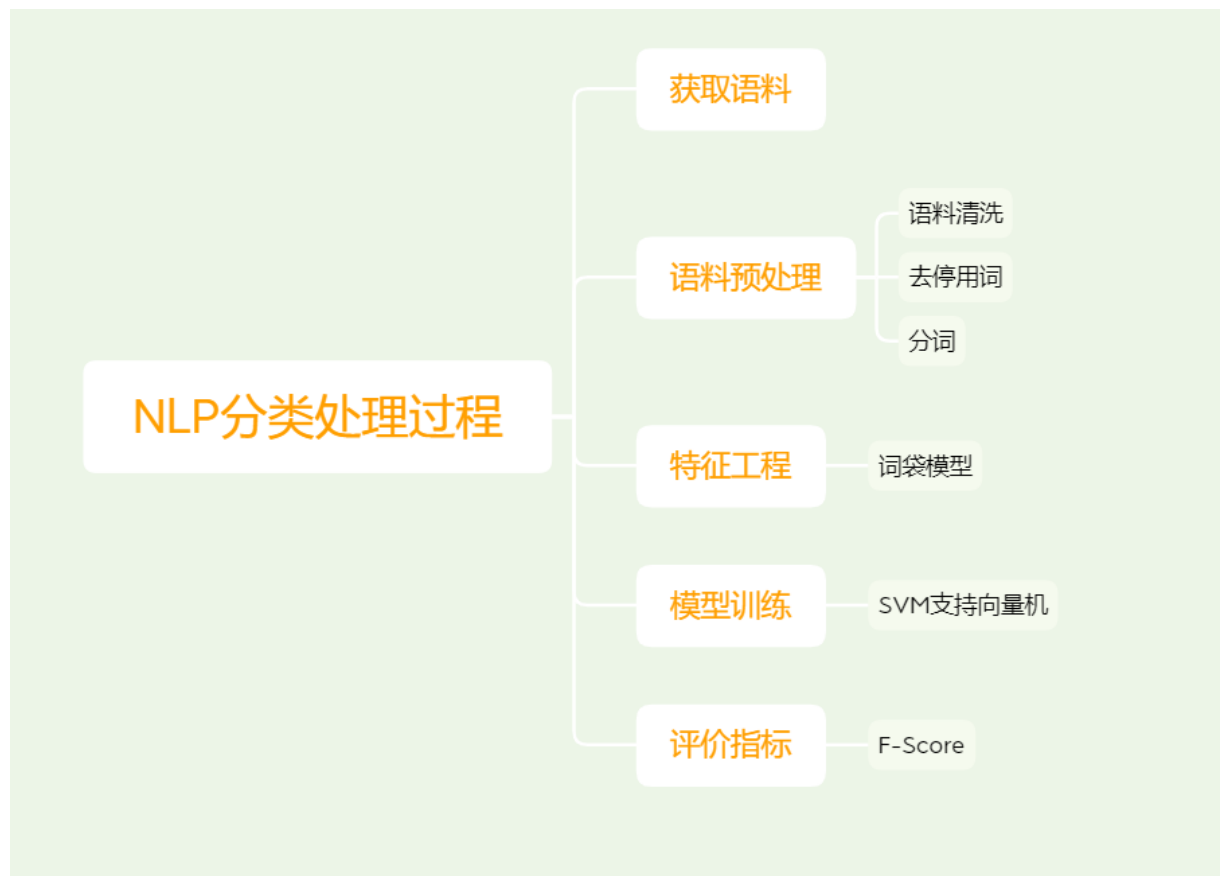 NLP分类处理过程
获取语料
语料预处理
语料清洗
去停用词
分词
特征工程
词袋模型
模型训练
SVM支持向量机
评价指标
F-Score